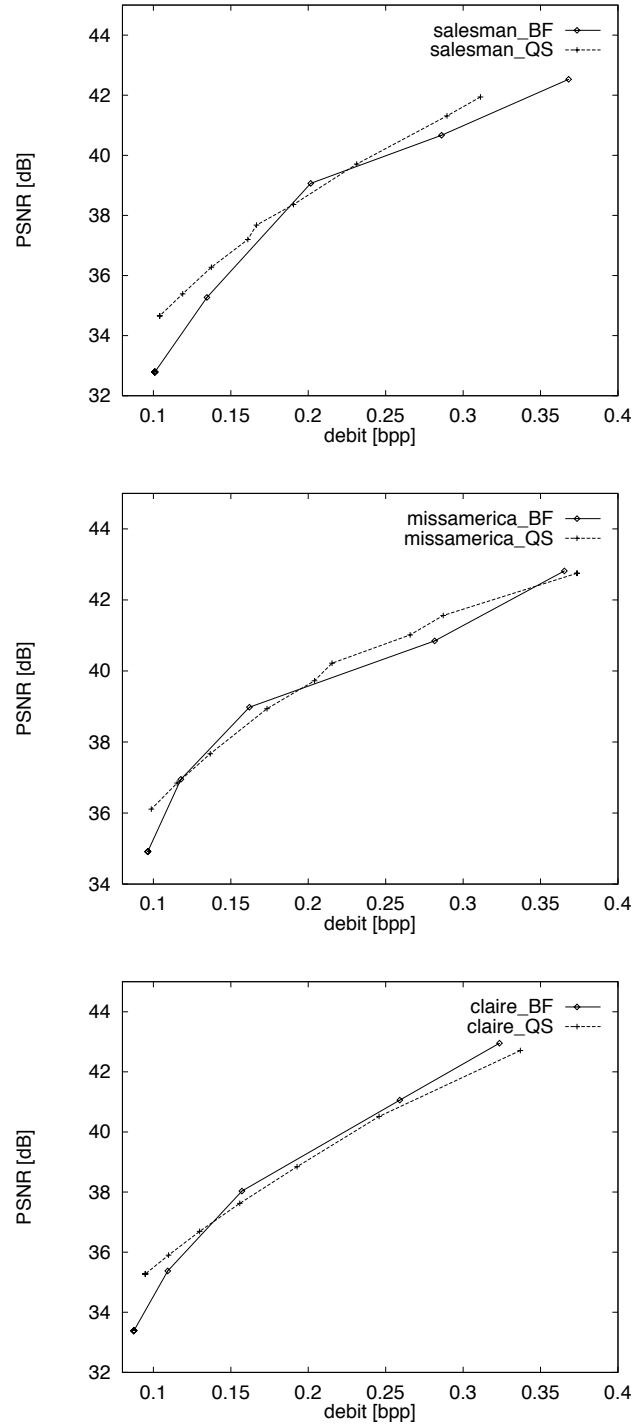 44
42
40
38
36
34
32
PSNR [dB]
salesman_BF
salesman_QS
0.1 0.15 0.2 0.25 0.3 0.35 0.4
debit [bpp]
44
42
40
38
36
34
PSNR [dB]
missamerica_BF
missamerica_QS
0.1 0.15 0.2 0.25 0.3 0.35 0.4
debit [bpp]
44
42
40
38
36
34
32
PSNR [dB]
claire_BF
claire_QS
0.1 0.15 0.2 0.25 0.3 0.35 0.4
debit [bpp]